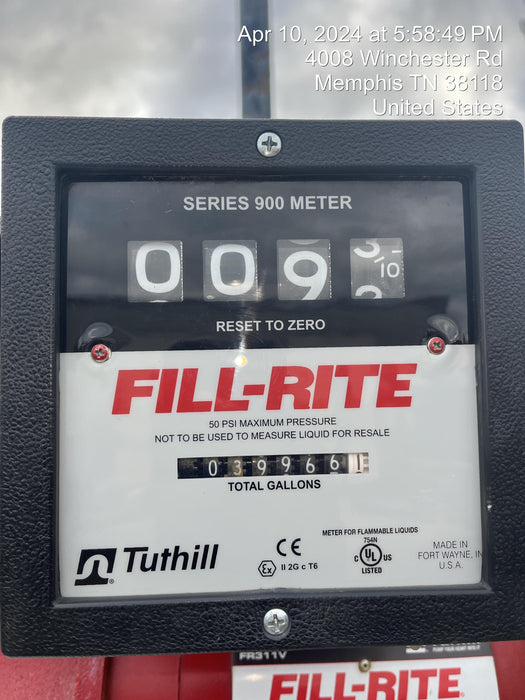 Apr 10, 2024 at 5:58:49 PM
4008 Winchester Rd
Memphis TN 38118
United States
SERIES 900 METER
0 0 9
/10
RESET TO ZERO
FILL-RITE
50 PSI MAXIMUM PRESSURE
NOT TO BE USED TO MEASURE LIQUID FOR RESALE
0 3 9 9 6 6 1
TOTAL GALLONS
Tuthill
®
CE
Ex II 2G c T6
METER FOR FLAMMABLE LIQUIDS
754N
C UL US
LISTED
MADE IN
FORT WAYNE, IN
U.S.A.
FR311V
FILL-RITE